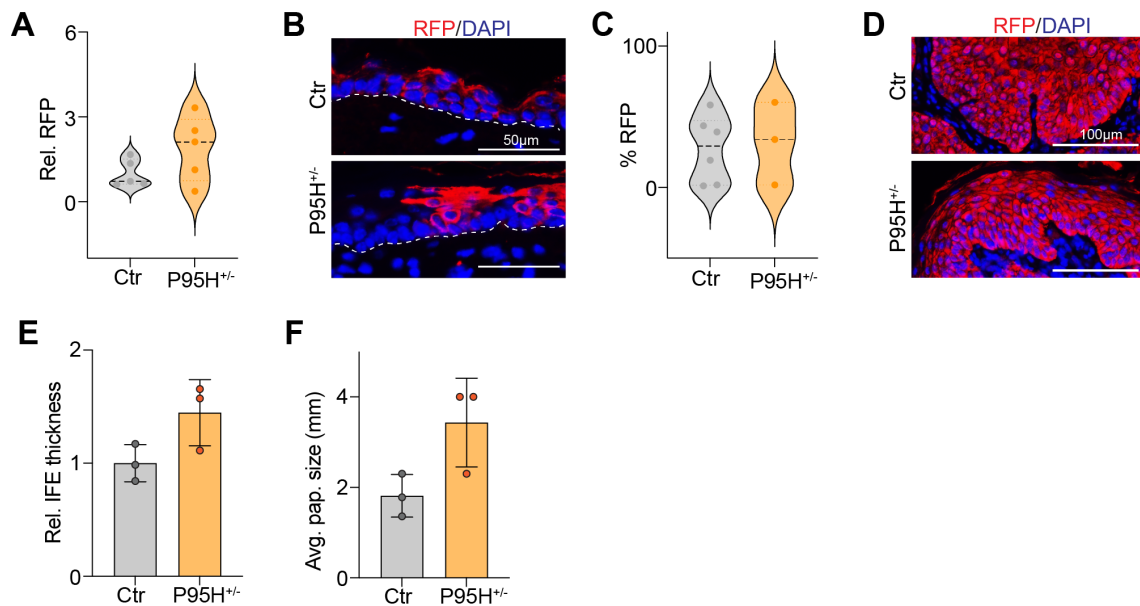 A
Rel. RFP
6
3
0
Ctr
P95H+/-
B
RFP/DAPI
Ctr
50µm
P95H+/-
C
% RFP
100
0
Ctr
P95H+/-
D
RFP/DAPI
Ctr
100µm
P95H+/-
E
Rel. IFE thickness
2
1
0
Ctr
P95H+/-
F
Avg. pap. size (mm)
4
2
0
Ctr
P95H+/-